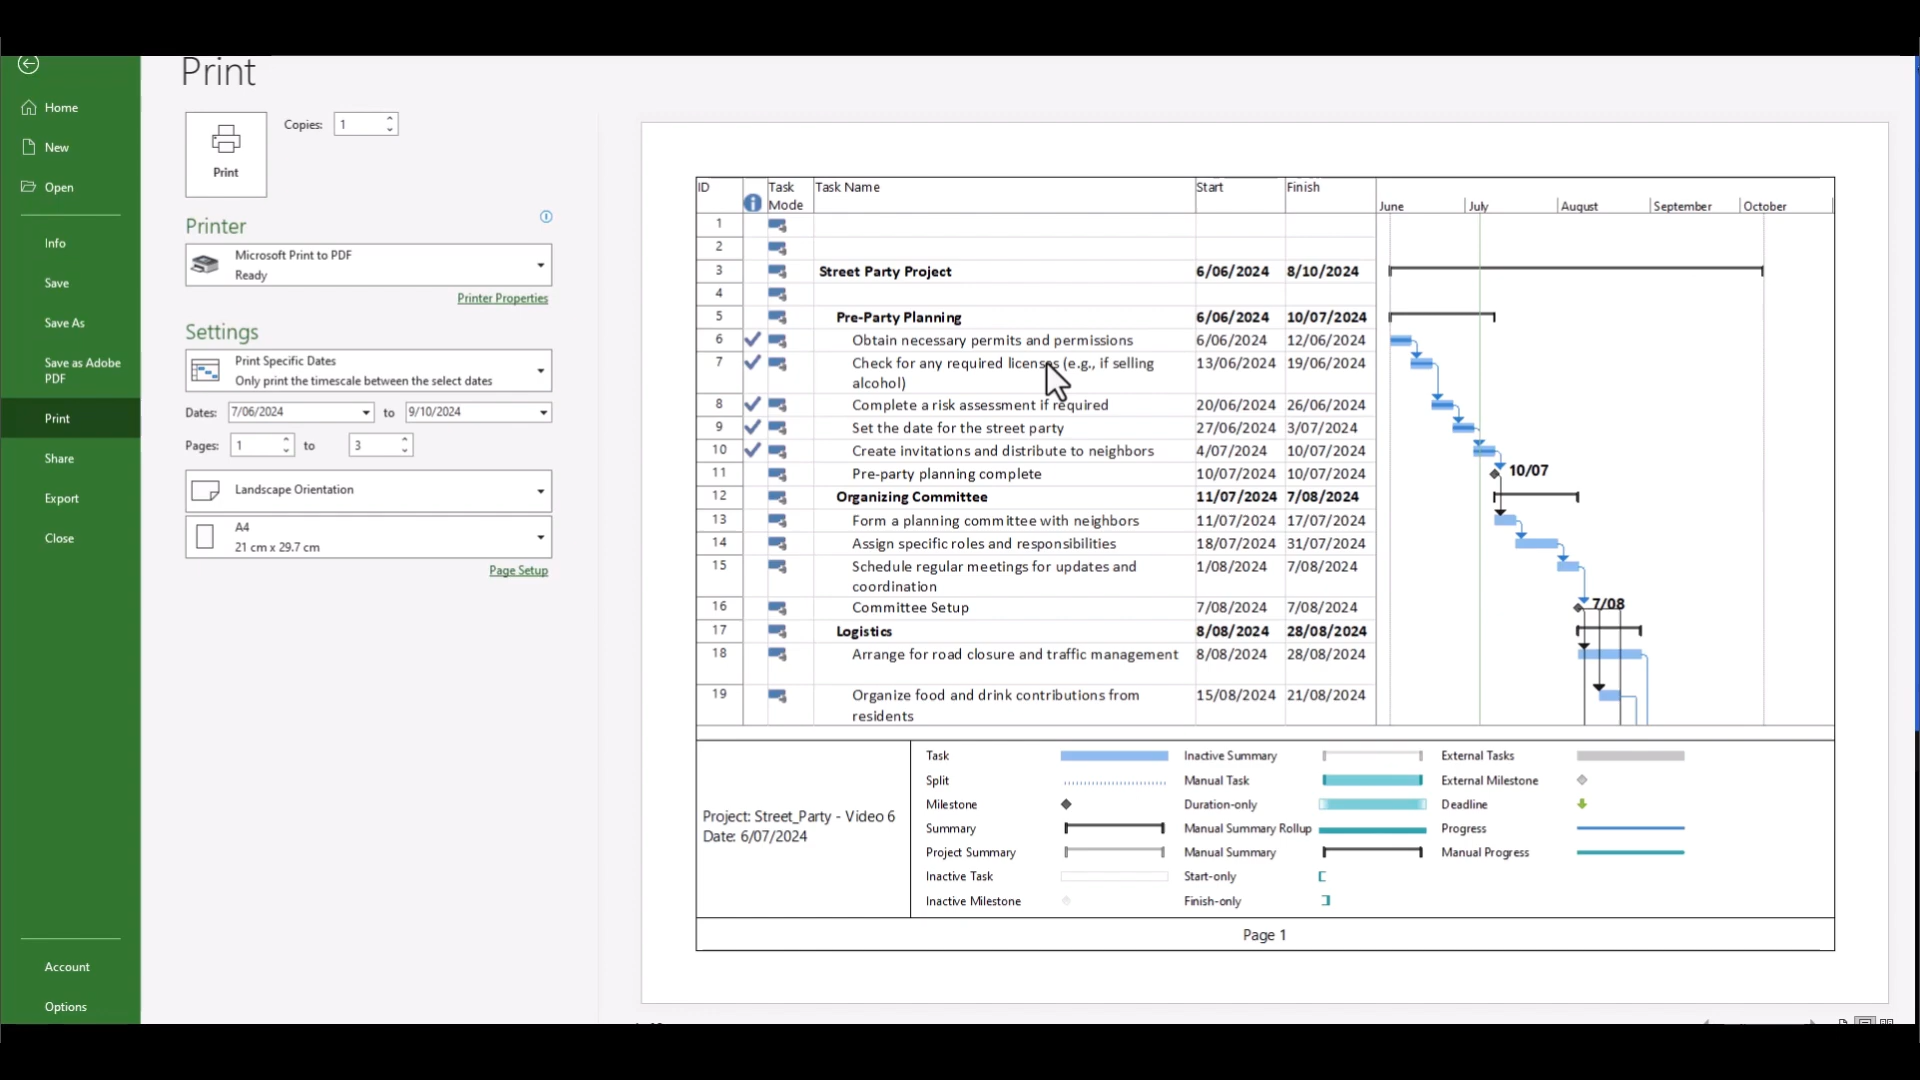 Print
Home
New
Open
Info
Save
Save As
Save as Adobe
PDF
Print
Share
Export
Close
Account
Options
Print
Copies: 1
Printer
Microsoft Print to PDF
Ready
Printer Properties
Settings
Print Specific Dates
Only print the timescale between the select dates
Dates: 7/06/2024 to 9/10/2024
Pages: 1 to 3
Landscape Orientation
A4
21 cm x 29.7 cm
Page Setup
ID Task Mode Task Name Start Finish June July August September October
1
2
3 Street Party Project 6/06/2024 8/10/2024
4
5 Pre-Party Planning 6/06/2024 10/07/2024
6 Obtain necessary permits and permissions 6/06/2024 12/06/2024
7 Check for any required licenses (e.g., if selling 13/06/2024 19/06/2024
alcohol)
8 Complete a risk assessment if required 20/06/2024 26/06/2024
9 Set the date for the street party 27/06/2024 3/07/2024
10 Create invitations and distribute to neighbors 4/07/2024 10/07/2024
11 Pre-party planning complete 10/07/2024 10/07/2024 10/07
12 Organizing Committee 11/07/2024 7/08/2024
13 Form a planning committee with neighbors 11/07/2024 17/07/2024
14 Assign specific roles and responsibilities 18/07/2024 31/07/2024
15 Schedule regular meetings for updates and 1/08/2024 7/08/2024
coordination
16 Committee Setup 7/08/2024 7/08/2024 7/08
17 Logistics 8/08/2024 28/08/2024
18 Arrange for road closure and traffic management 8/08/2024 28/08/2024
19 Organize food and drink contributions from 15/08/2024 21/08/2024
residents
Project: Street_Party - Video 6
Date: 6/07/2024
Task Inactive Summary External Tasks
Split Manual Task External Milestone
Milestone Duration-only Deadline
Summary Manual Summary Rollup Progress
Project Summary Manual Summary Manual Progress
Inactive Task Start-only
Inactive Milestone Finish-only
Page 1